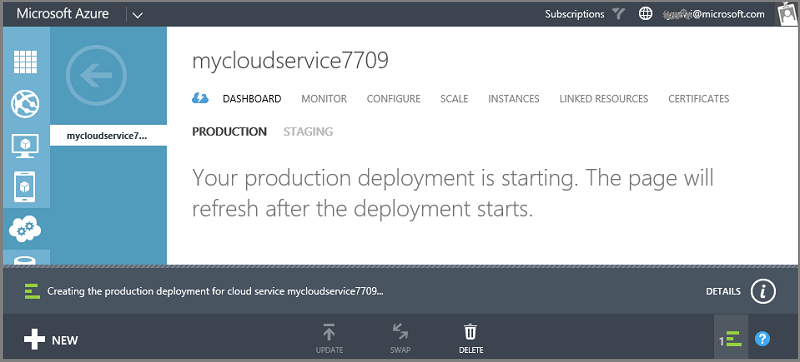 Microsoft Azure
Subscriptions
@microsoft.com
mycloudservice7...
mycloudservice7709
DASHBOARD MONITOR CONFIGURE SCALE INSTANCES LINKED RESOURCES CERTIFICATES
PRODUCTION STAGING
Your production deployment is starting. The page will
refresh after the deployment starts.
Creating the production deployment for cloud service mycloudservice7709...
DETAILS
i
NEW
UPDATE
SWAP
DELETE
1
?